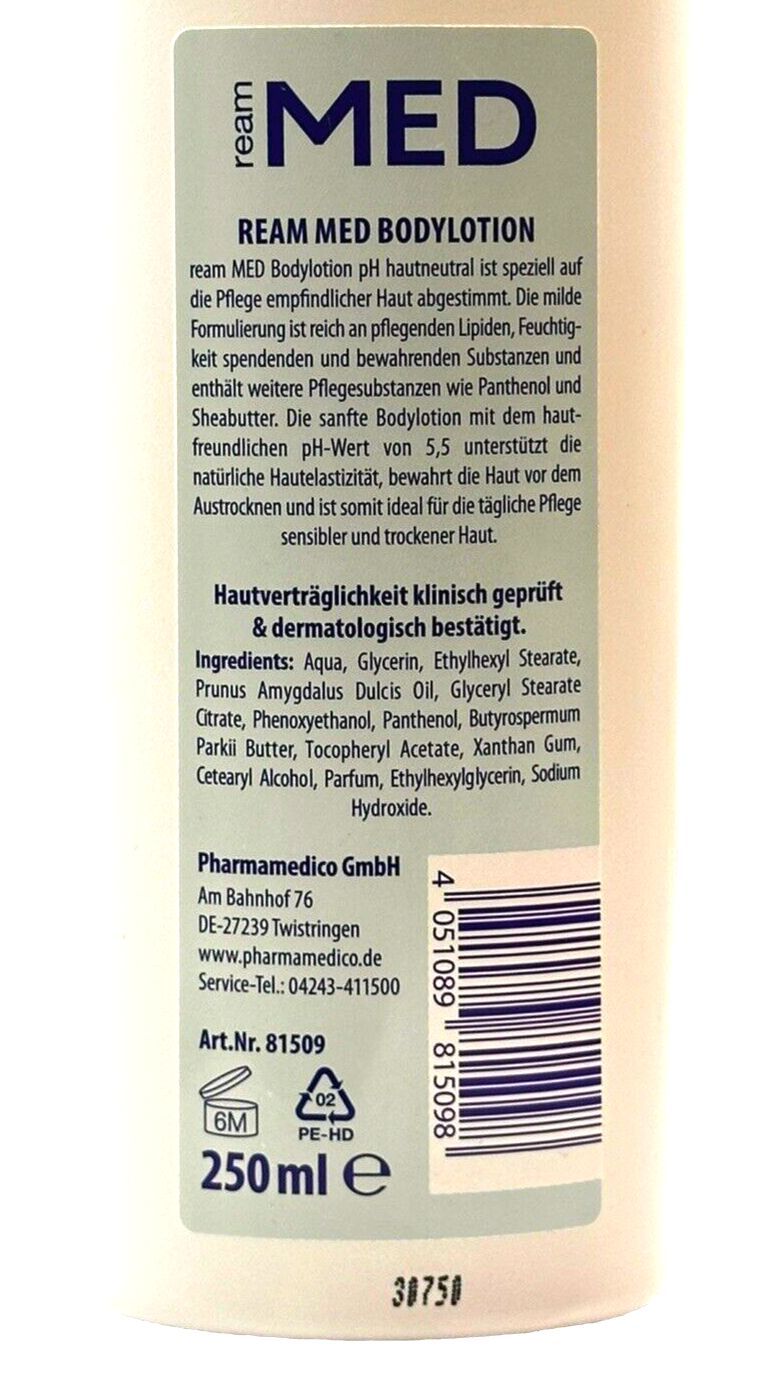 ream MED
REAM MED BODYLOTION
ream MED Bodylotion pH hautneutral ist speziell auf
die Pflege empfindlicher Haut abgestimmt. Die milde
Formulierung ist reich an pflegenden Lipiden, Feuchtig-
keit spendenden und bewahrenden Substanzen und
enthält weitere Pflegesubstanzen wie Panthenol und
Sheabutter. Die sanfte Bodylotion mit dem haut-
freundlichen pH-Wert von 5,5 unterstützt die
natürliche Hautelastizität, bewahrt die Haut vor dem
Austrocknen und ist somit ideal für die tägliche Pflege
sensibler und trockener Haut.
Hautverträglichkeit klinisch geprüft
& dermatologisch bestätigt.
Ingredients: Aqua, Glycerin, Ethylhexyl Stearate,
Prunus Amygdalus Dulcis Oil, Glyceryl Stearate
Citrate, Phenoxyethanol, Panthenol, Butyrospermum
Parkii Butter, Tocopheryl Acetate, Xanthan Gum,
Cetearyl Alcohol, Parfum, Ethylhexylglycerin, Sodium
Hydroxide.
Pharmamedico GmbH
Am Bahnhof 76
DE-27239 Twistringen
www.pharmamedico.de
Service-Tel.: 04243-411500
Art.Nr. 81509
6M
02
PE-HD
250 ml ℮
4 051089 815098
30750